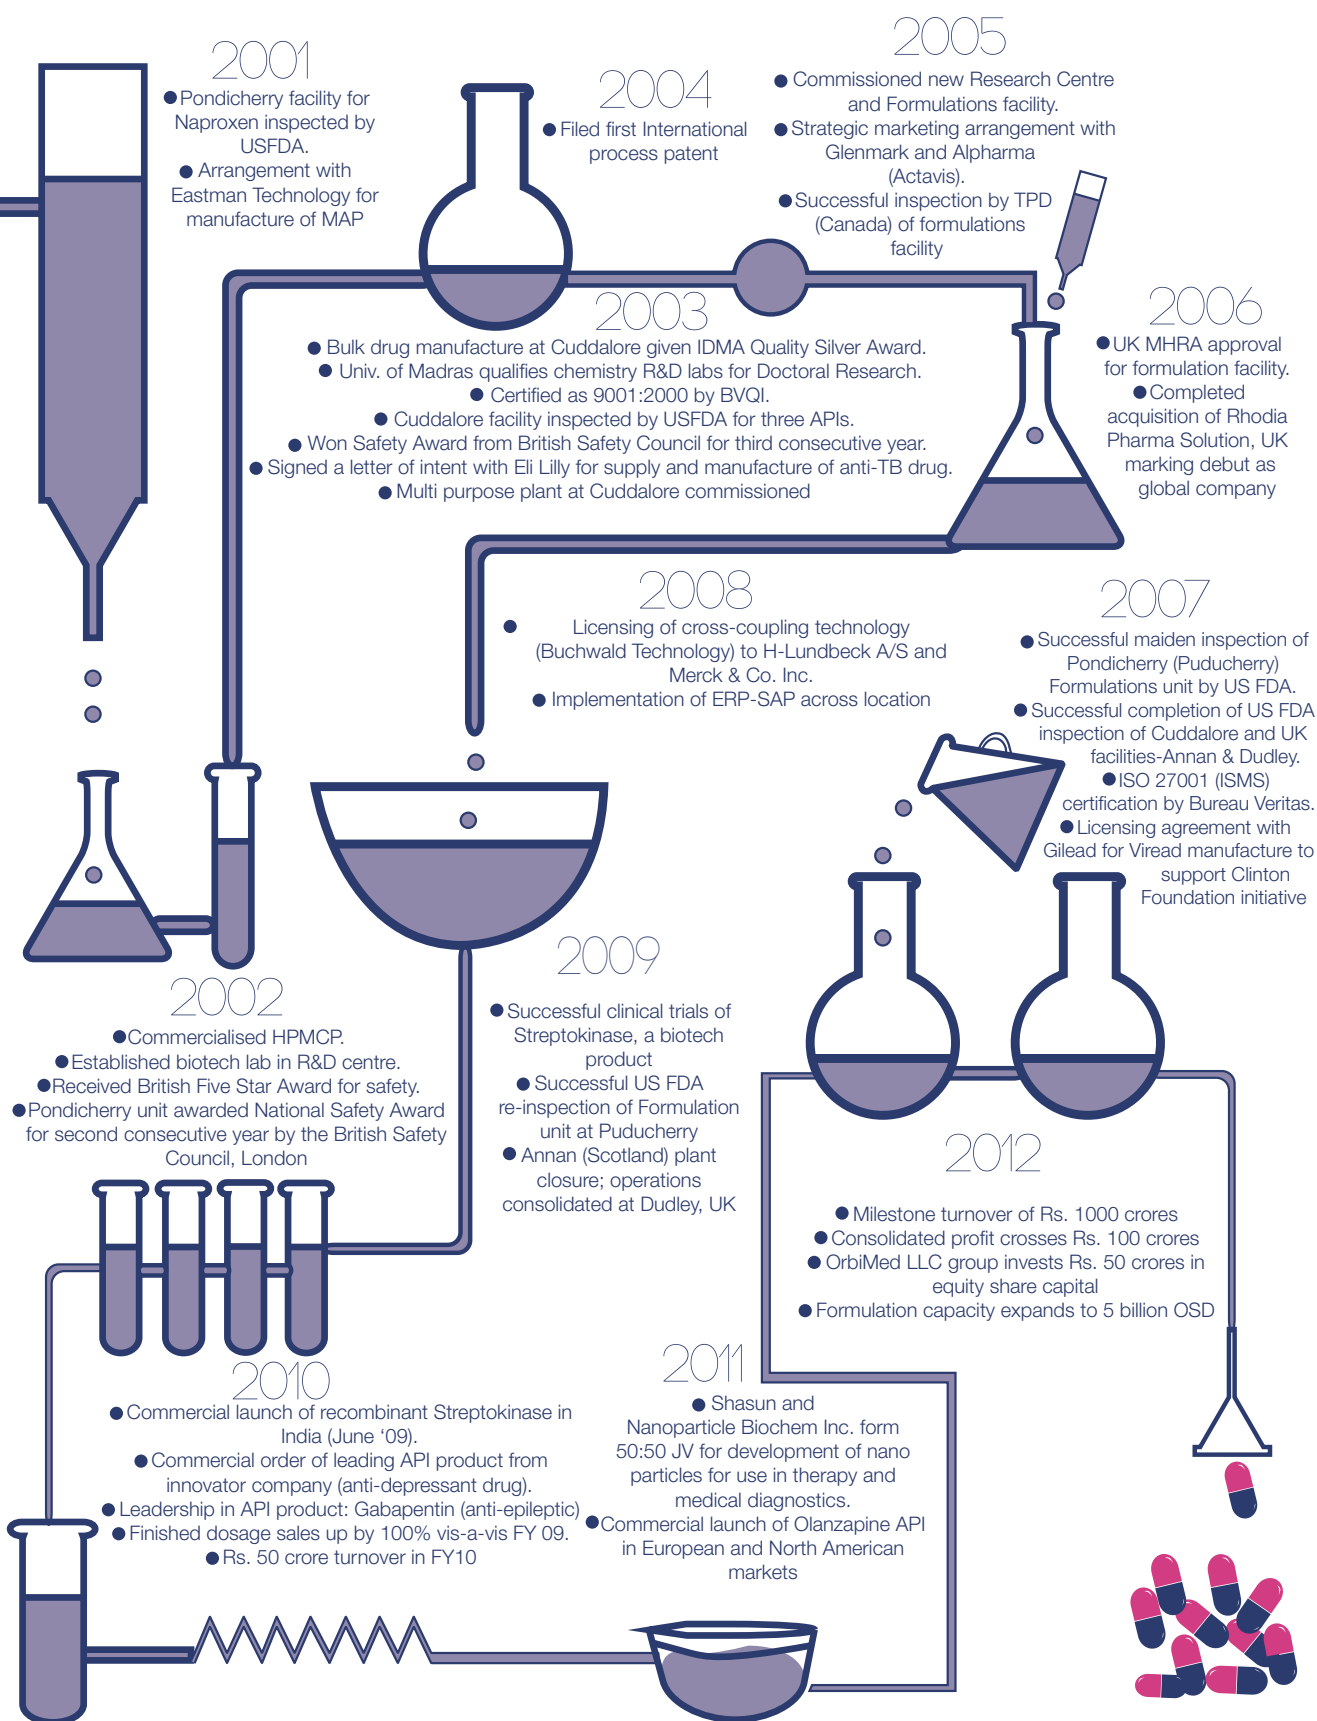 2001
● Pondicherry facility for
Naproxen inspected by
USFDA.
● Arrangement with
Eastman Technology for
manufacture of MAP
2004
● Filed first International
process patent
2005
● Commissioned new Research Centre
and Formulations facility.
● Strategic marketing arrangement with
Glenmark and Alpharma
(Actavis).
● Successful inspection by TPD
(Canada) of formulations
facility
2003
● Bulk drug manufacture at Cuddalore given IDMA Quality Silver Award.
● Univ. of Madras qualifies chemistry R&D labs for Doctoral Research.
● Certified as 9001:2000 by BVQI.
● Cuddalore facility inspected by USFDA for three APIs.
● Won Safety Award from British Safety Council for third consecutive year.
● Signed a letter of intent with Eli Lilly for supply and manufacture of anti-TB drug.
● Multi purpose plant at Cuddalore commissioned
2006
● UK MHRA approval
for formulation facility.
● Completed
acquisition of Rhodia
Pharma Solution, UK
marking debut as
global company
2008
● Licensing of cross-coupling technology
(Buchwald Technology) to H-Lundbeck A/S and
Merck & Co. Inc.
● Implementation of ERP-SAP across location
2007
● Successful maiden inspection of
Pondicherry (Puducherry)
Formulations unit by US FDA.
● Successful completion of US FDA
inspection of Cuddalore and UK
facilities-Annan & Dudley.
● ISO 27001 (ISMS)
certification by Bureau Veritas.
● Licensing agreement with
Gilead for Viread manufacture to
support Clinton
Foundation initiative
2002
● Commercialised HPMCP.
● Established biotech lab in R&D centre.
● Received British Five Star Award for safety.
● Pondicherry unit awarded National Safety Award
for second consecutive year by the British Safety
Council, London
2009
● Successful clinical trials of
Streptokinase, a biotech
product
● Successful US FDA
re-inspection of Formulation
unit at Puducherry
● Annan (Scotland) plant
closure; operations
consolidated at Dudley, UK
2012
● Milestone turnover of Rs. 1000 crores
● Consolidated profit crosses Rs. 100 crores
● OrbiMed LLC group invests Rs. 50 crores in
equity share capital
● Formulation capacity expands to 5 billion OSD
2010
● Commercial launch of recombinant Streptokinase in
India (June ‘09).
● Commercial order of leading API product from
innovator company (anti-depressant drug).
● Leadership in API product: Gabapentin (anti-epileptic)
● Finished dosage sales up by 100% vis-a-vis FY 09.
● Rs. 50 crore turnover in FY10
2011
● Shasun and
Nanoparticle Biochem Inc. form
50:50 JV for development of nano
particles for use in therapy and
medical diagnostics.
● Commercial launch of Olanzapine API
in European and North American
markets